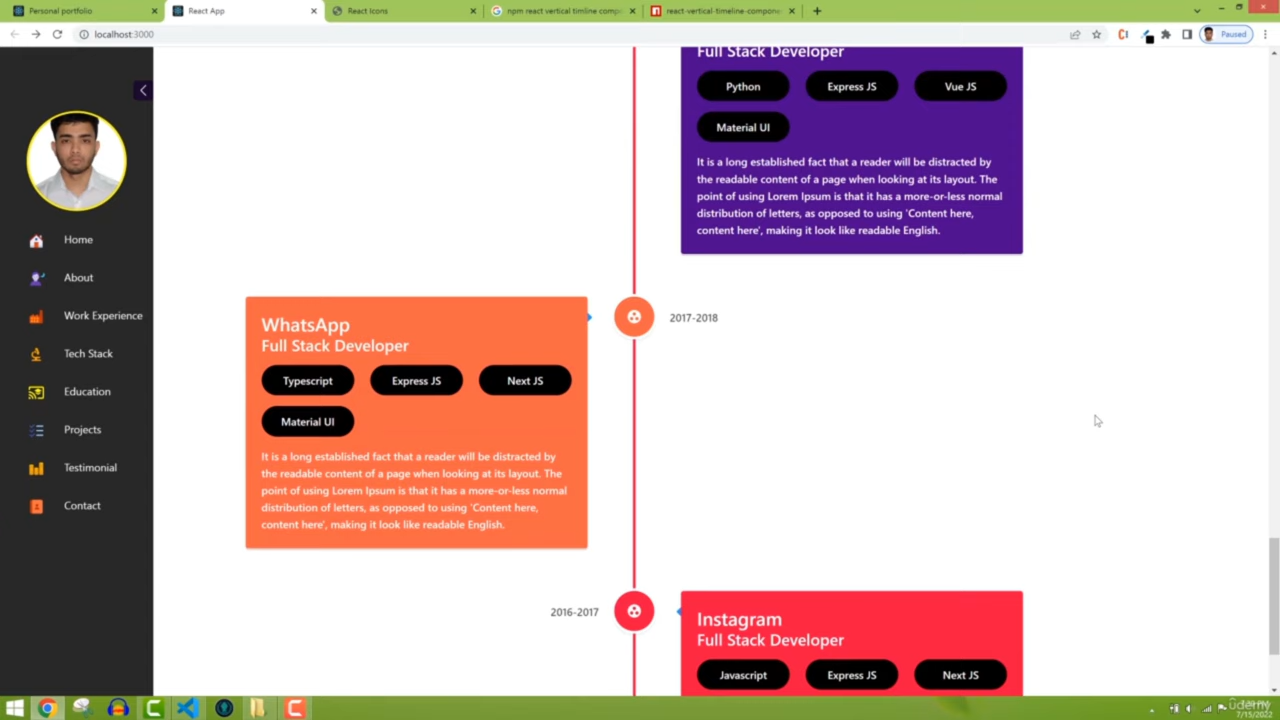 Personal portfolio
React App
React Icons
npm react vertical timline compo
react-vertical-timeline-compone
localhost:3000
Paused
Home
About
Work Experience
Tech Stack
Education
Projects
Testimonial
Contact
Full Stack Developer
Python Express JS Vue JS
Material UI
It is a long established fact that a reader will be distracted by
the readable content of a page when looking at its layout. The
point of using Lorem Ipsum is that it has a more-or-less normal
distribution of letters, as opposed to using 'Content here,
content here', making it look like readable English.
WhatsApp
Full Stack Developer
Typescript Express JS Next JS
Material UI
It is a long established fact that a reader will be distracted by
the readable content of a page when looking at its layout. The
point of using Lorem Ipsum is that it has a more-or-less normal
distribution of letters, as opposed to using 'Content here,
content here', making it look like readable English.
2017-2018
2016-2017
Instagram
Full Stack Developer
Javascript Express JS Next JS
udemy
7/15/2022